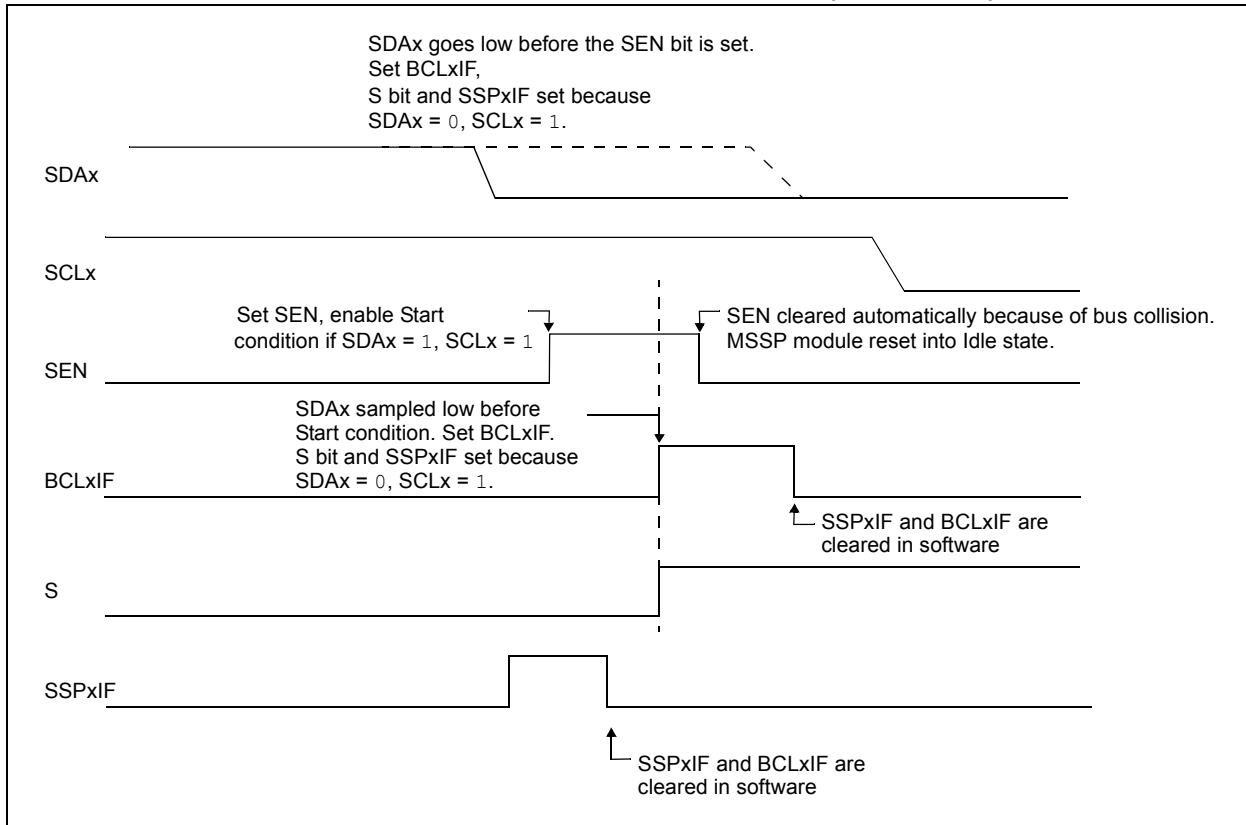 SDAx goes low before the SEN bit is set.
Set BCLxIF,
S bit and SSPxIF set because
SDAx = 0, SCLx = 1.
SDAx
SCLx
Set SEN, enable Start
condition if SDAx = 1, SCLx = 1
SEN cleared automatically because of bus collision.
MSSP module reset into Idle state.
SEN
SDAx sampled low before
Start condition. Set BCLxIF.
S bit and SSPxIF set because
SDAx = 0, SCLx = 1.
BCLxIF
SSPxIF and BCLxIF are
cleared in software
S
SSPxIF
SSPxIF and BCLxIF are
cleared in software